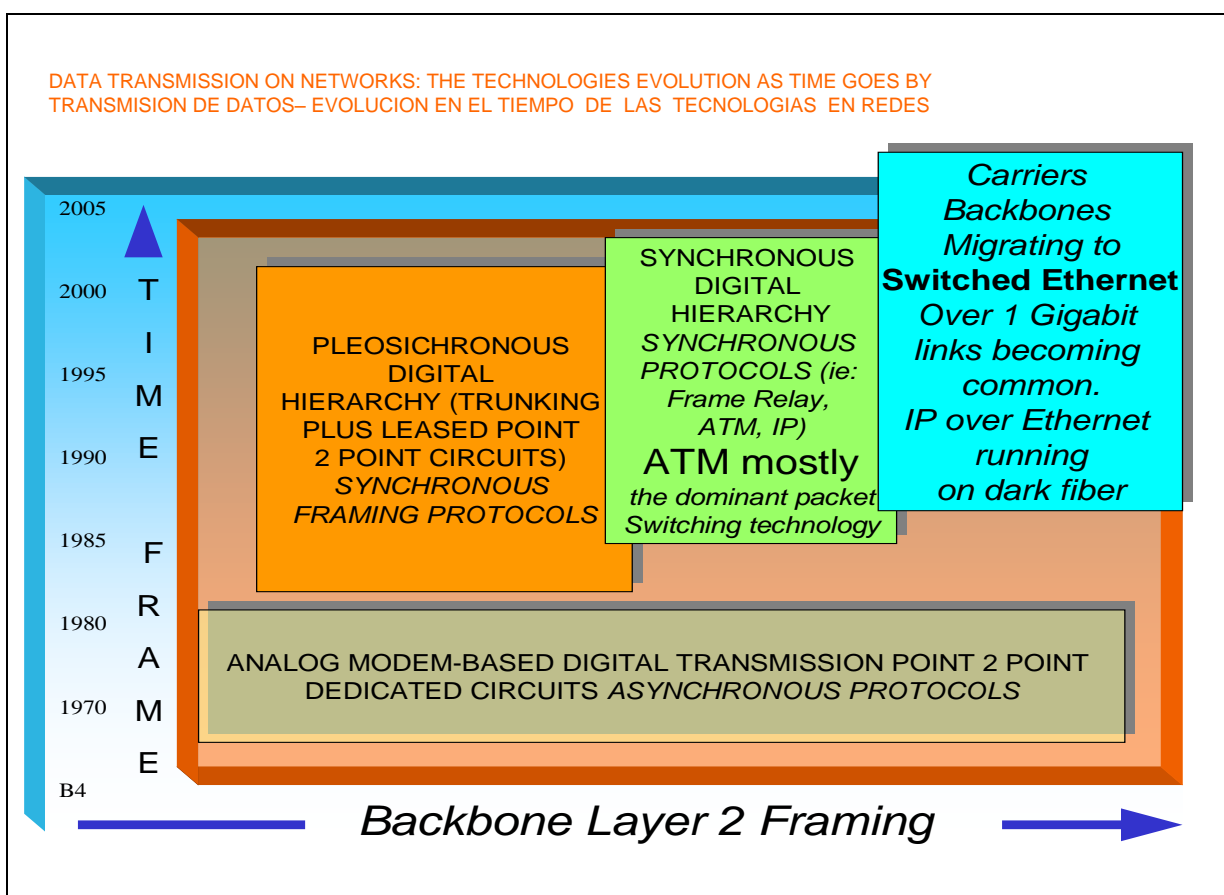 DATA TRANSMISSION ON NETWORKS: THE TECHNOLOGIES EVOLUTION AS TIME GOES BY
TRANSMISION DE DATOS– EVOLUCION EN EL TIEMPO DE LAS TECNOLOGIAS EN REDES
2005
2000
1995
1990
1985
1980
1970
B4
T
I
M
E
F
R
A
M
E
PLEOSICHRONOUS
DIGITAL
HIERARCHY (TRUNKING
PLUS LEASED POINT
2 POINT CIRCUITS)
SYNCHRONOUS
FRAMING PROTOCOLS
SYNCHRONOUS
DIGITAL
HIERARCHY
SYNCHRONOUS
PROTOCOLS (ie:
Frame Relay,
ATM, IP)
ATM mostly
the dominant packet
Switching technology
Carriers
Backbones
Migrating to
Switched Ethernet
Over 1 Gigabit
links becoming
common.
IP over Ethernet
running
on dark fiber
ANALOG MODEM-BASED DIGITAL TRANSMISSION POINT 2 POINT
DEDICATED CIRCUITS ASYNCHRONOUS PROTOCOLS
Backbone Layer 2 Framing